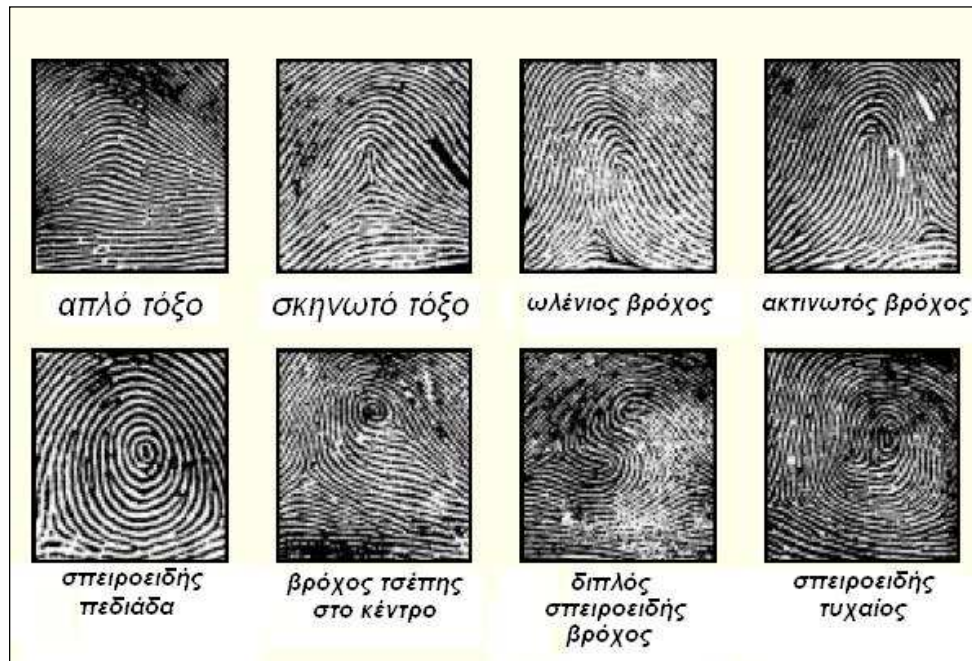 απλό τόξο
σκηνωτό τόξο
ωλένιος βρόχος
ακτινωτός βρόχος
σπειροειδής
πεδιάδα
βρόχος τσέπης
στο κέντρο
διπλός
σπειροειδής
βρόχος
σπειροειδής
τυχαίος